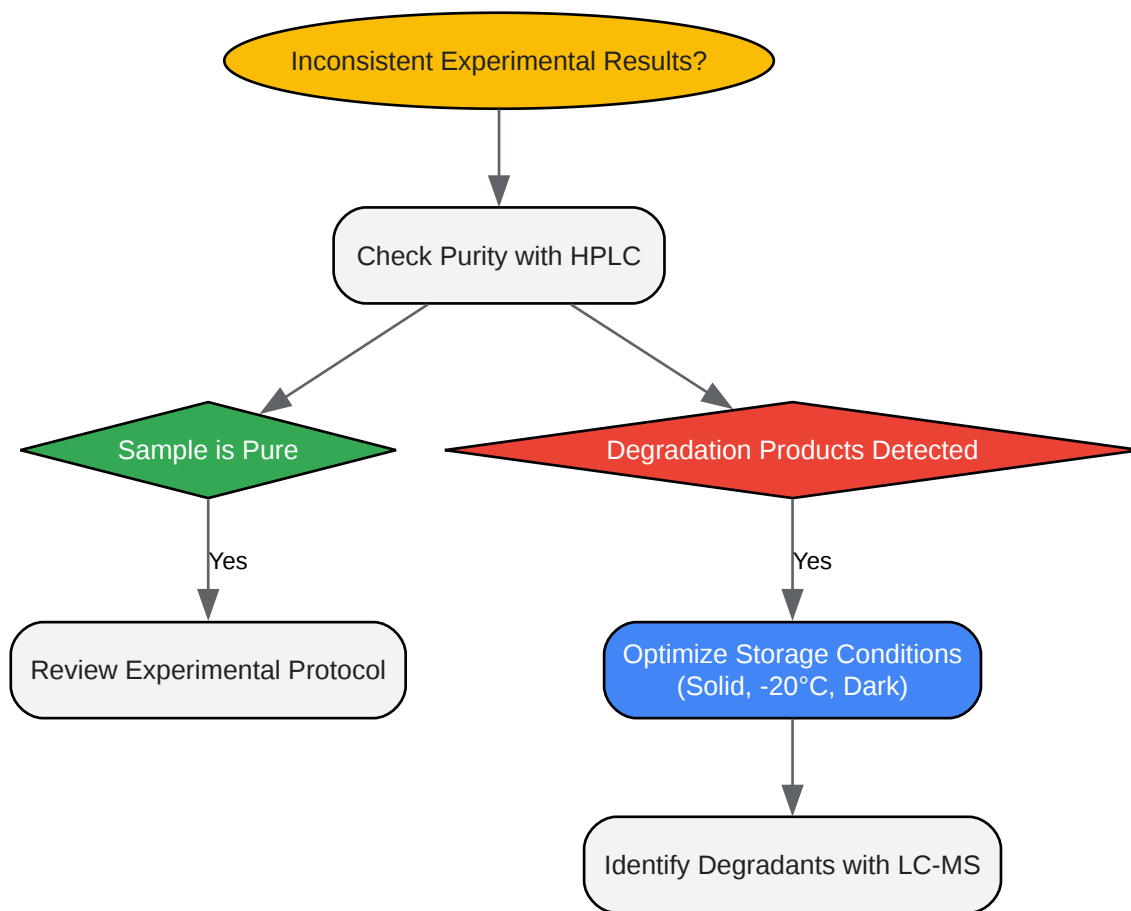 Inconsistent Experimental Results?
Check Purity with HPLC
Sample is Pure
Degradation Products Detected
Yes
Yes
Review Experimental Protocol
Optimize Storage Conditions
(Solid, -20°C, Dark)
Identify Degradants with LC-MS